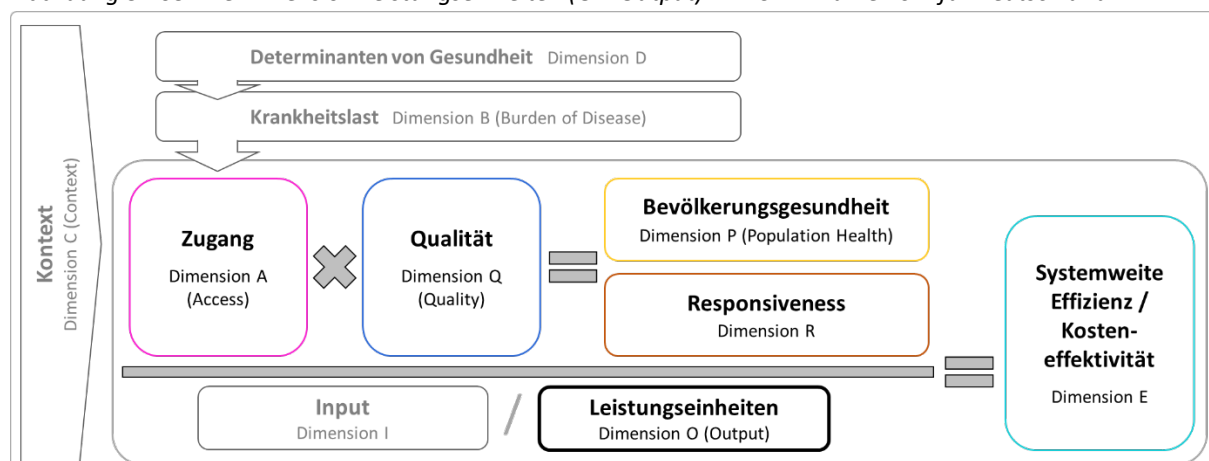 Determinanten von Gesundheit Dimension D
Krankheitslast Dimension B (Burden of Disease)
Kontext
Dimension C (Context)
Zugang
Dimension A
(Access)
Qualität
Dimension Q
(Quality)
Bevölkerungsgesundheit
Dimension P (Population Health)
Responsiveness
Dimension R
Systemweite
Effizienz /
Kosten-
effektivität
Dimension E
Input
Dimension I
/
Leistungseinheiten
Dimension O (Output)